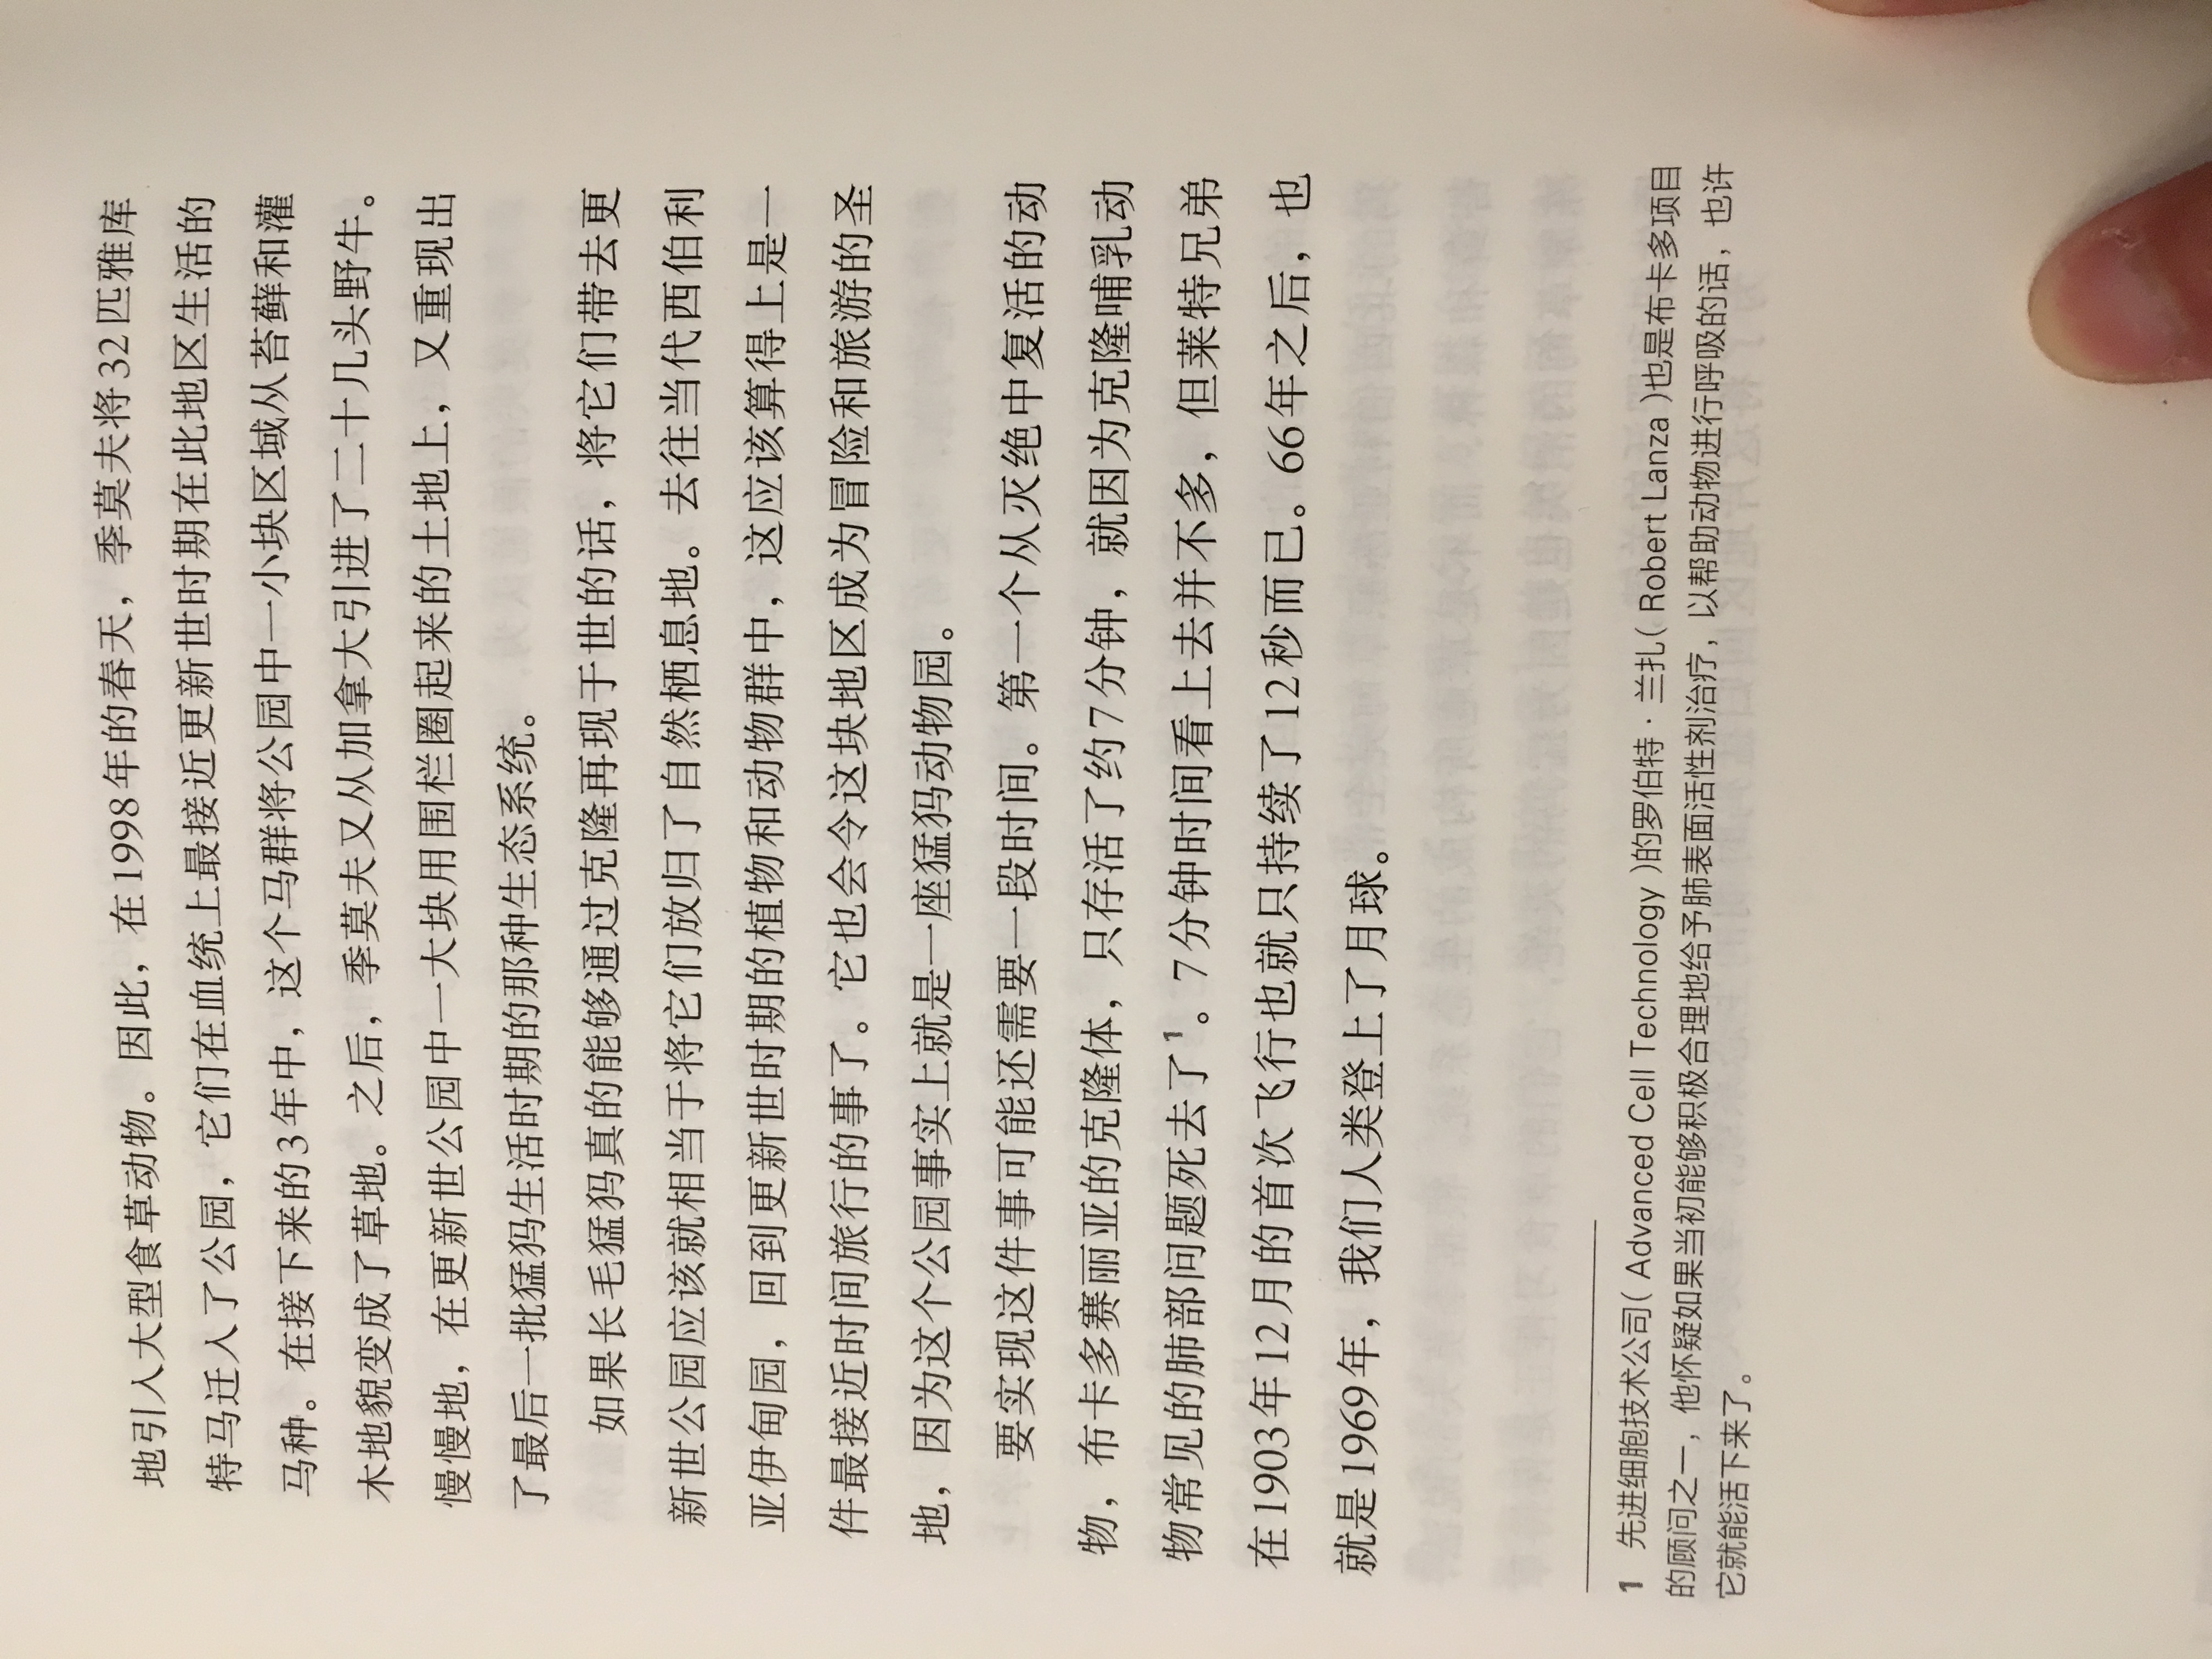 地引入大型食草动物。因此，在1998年的春天，季莫夫将32匹雅库
特马迁入了公园，它们在血统上最接近更新世时期在此地区生活的
马种。在接下来的3年中，这个马群将公园中一小块区域从苔藓和灌
木地貌变成了草地。之后，季莫夫又从加拿大引进了二十几头野牛。
慢慢地，在更新世公园中一大块用围栏圈起来的土地上，又重现出
了最后一批猛犸生活时期的那种生态系统。
如果长毛猛犸真的能够通过克隆再现于世的话，将它们带去更
新世公园应该就相当于将它们放归了自然栖息地。去往当代西伯利
亚伊甸园，回到更新世时期的植物和动物群中，这应该算得上是一
件最接近时间旅行的事了。它也会令这块地区成为冒险和旅游的圣
地，因为这个公园事实上就是一座猛犸动物园。
要实现这件事可能还需要一段时间。第一个从灭绝中复活的动
物，布卡多赛丽亚的克隆体，只存活了约7分钟，就因为克隆哺乳动
物常见的肺部问题死去了1。7分钟时间看上去并不多，但莱特兄弟
在1903年12月的首次飞行也就只持续了12秒而已。66年之后，也
就是1969年，我们人类登上了月球。
1 先进细胞技术公司( Advanced Cell Technology )的罗伯特·兰扎( Robert Lanza )也是布卡多项目
的顾问之一，他怀疑如果当初能够积极合理地给予肺表面活性剂治疗，以帮助动物进行呼吸的话，也许
它就能活下来了。